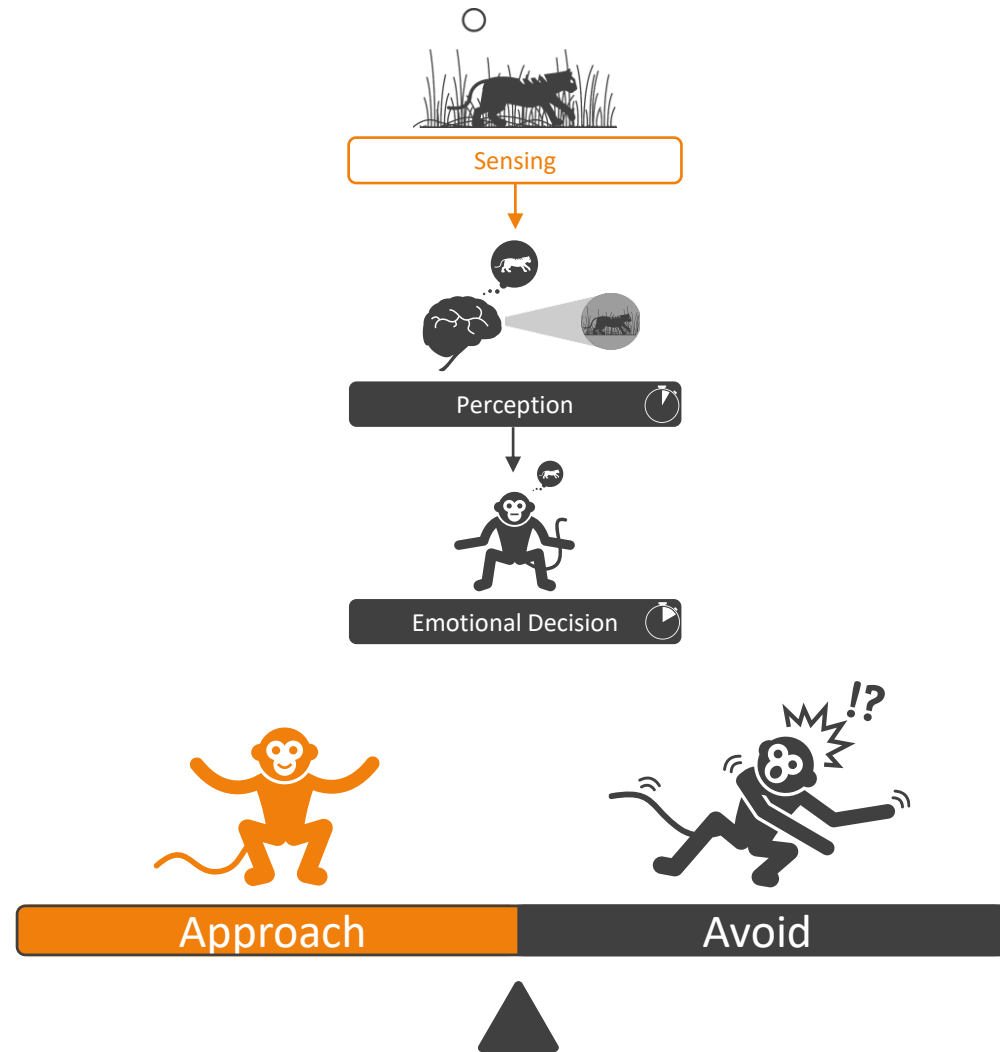 Sensing
Perception
Emotional Decision
!?
Approach
Avoid